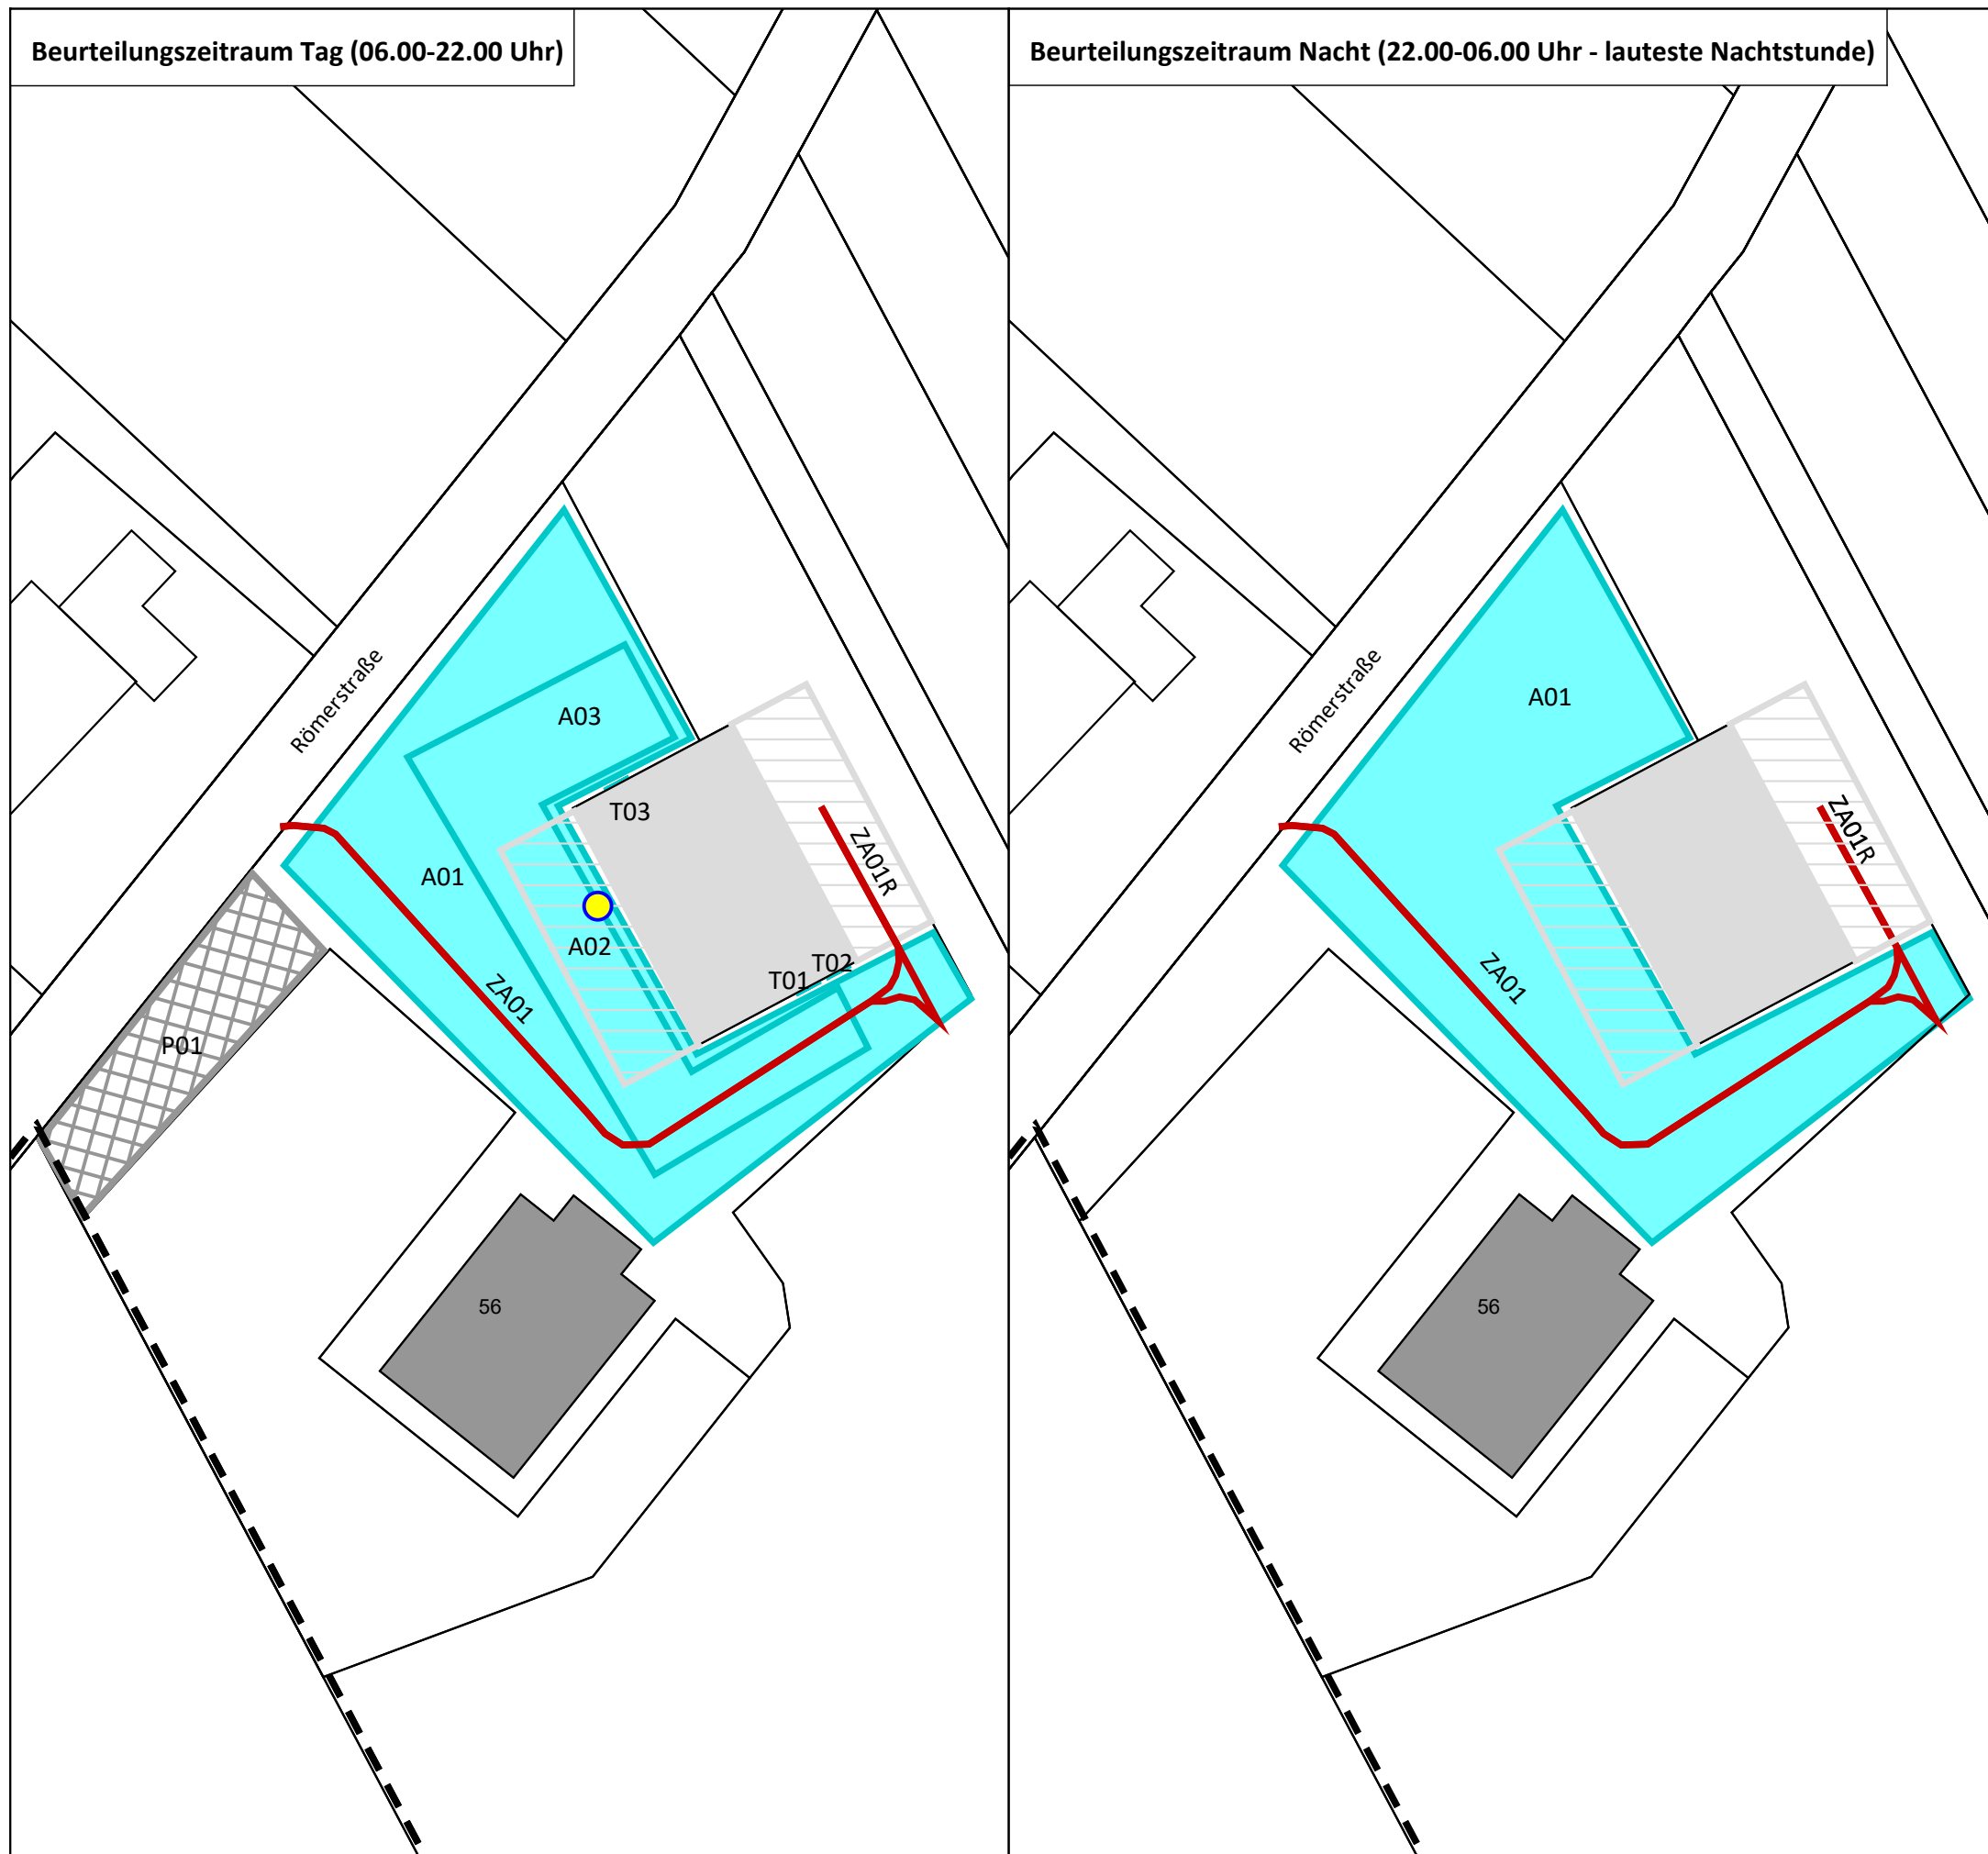 Beurteilungszeitraum Tag (06.00-22.00 Uhr)
Römerstraße
A03
T03
ZA01R
A01
A02
T02
T01
ZA01
P01
56
Beurteilungszeitraum Nacht (22.00-06.00 Uhr - lauteste Nachtstunde)
Römerstraße
A01
ZA01R
ZA01
56